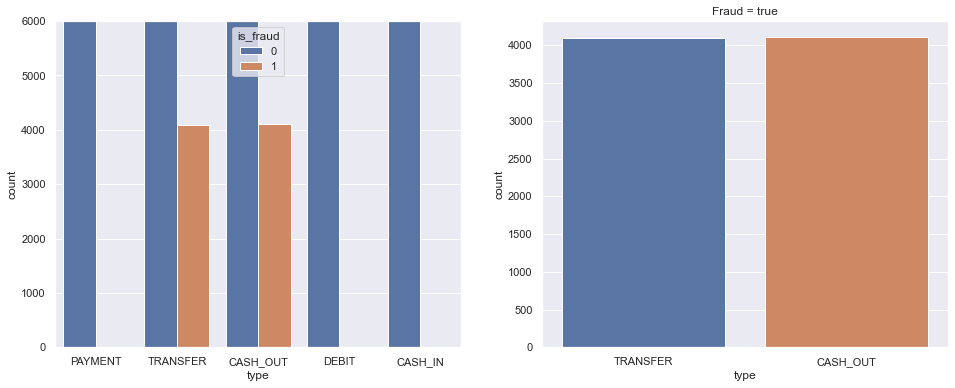 6000
5000
4000
3000
2000
1000
0
count
is_fraud
0
1
PAYMENT TRANSFER CASH_OUT DEBIT CASH_IN
type
Fraud = true
4000
3500
3000
2500
2000
1500
1000
500
0
count
TRANSFER CASH_OUT
type